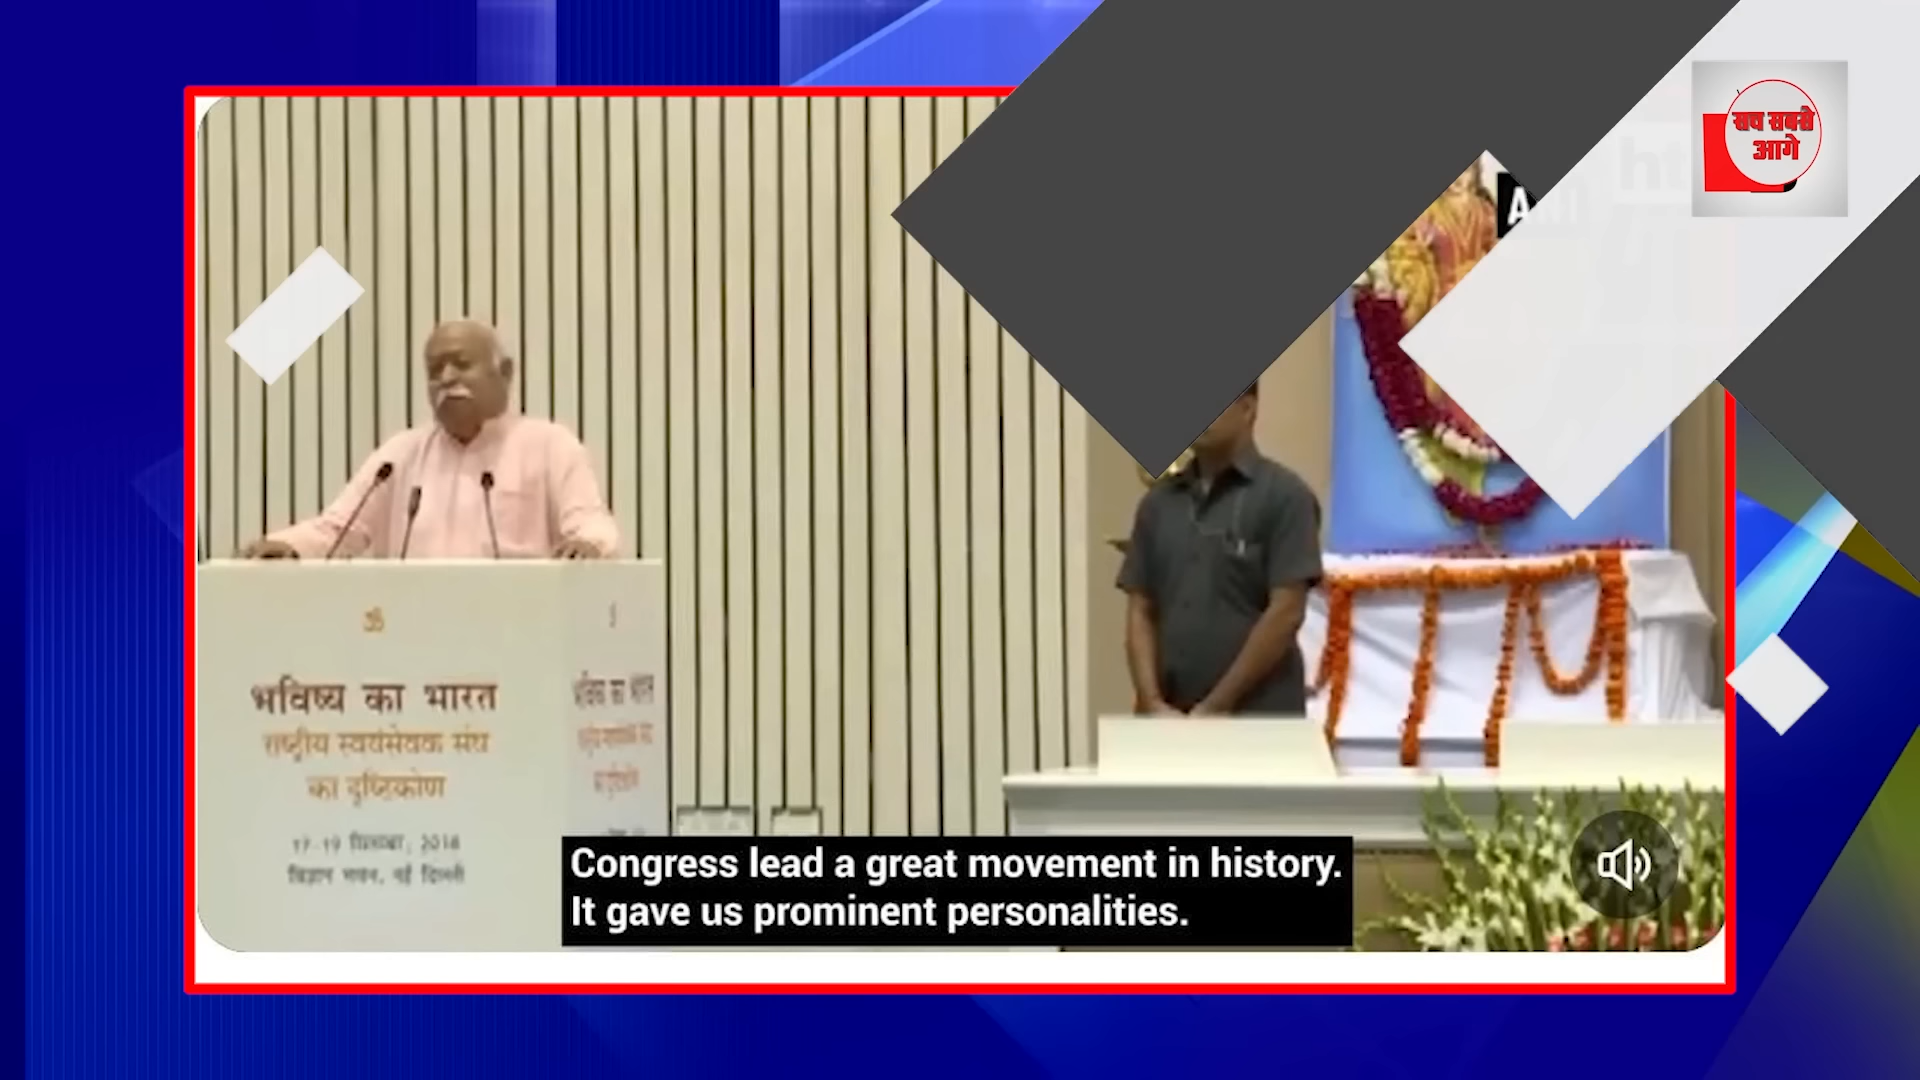 सच सबसे
आगे
ॐ
भविष्य का भारत
राष्ट्रीय स्वयंसेवक संघ
का दृष्टिकोण
17-19 सितम्बर, 2018
विज्ञान भवन, नई दिल्ली
Congress lead a great movement in history.
It gave us prominent personalities.